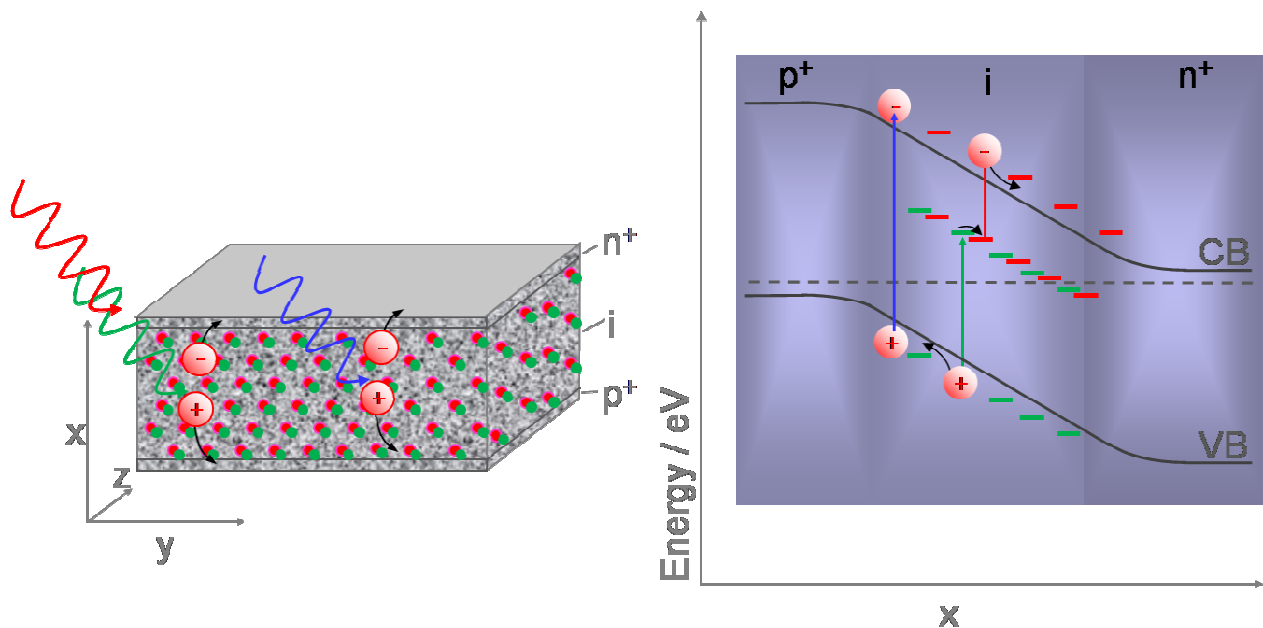 n⁺
i
p⁺
x
z
y
-
+
-
+
p⁺
i
n⁺
-
-
+
+
CB
VB
Energy / eV
x